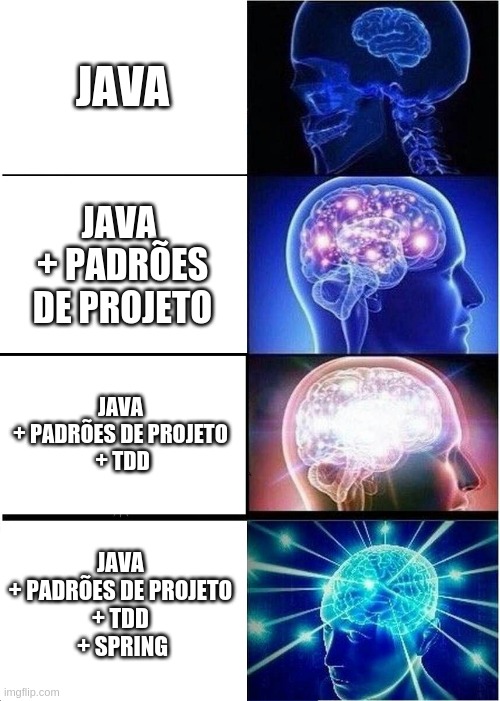 JAVA
JAVA
+ PADRÕES
DE PROJETO
JAVA
+ PADRÕES DE PROJETO
+ TDD
JAVA
+ PADRÕES DE PROJETO
+ TDD
+ SPRING
imgflip.com